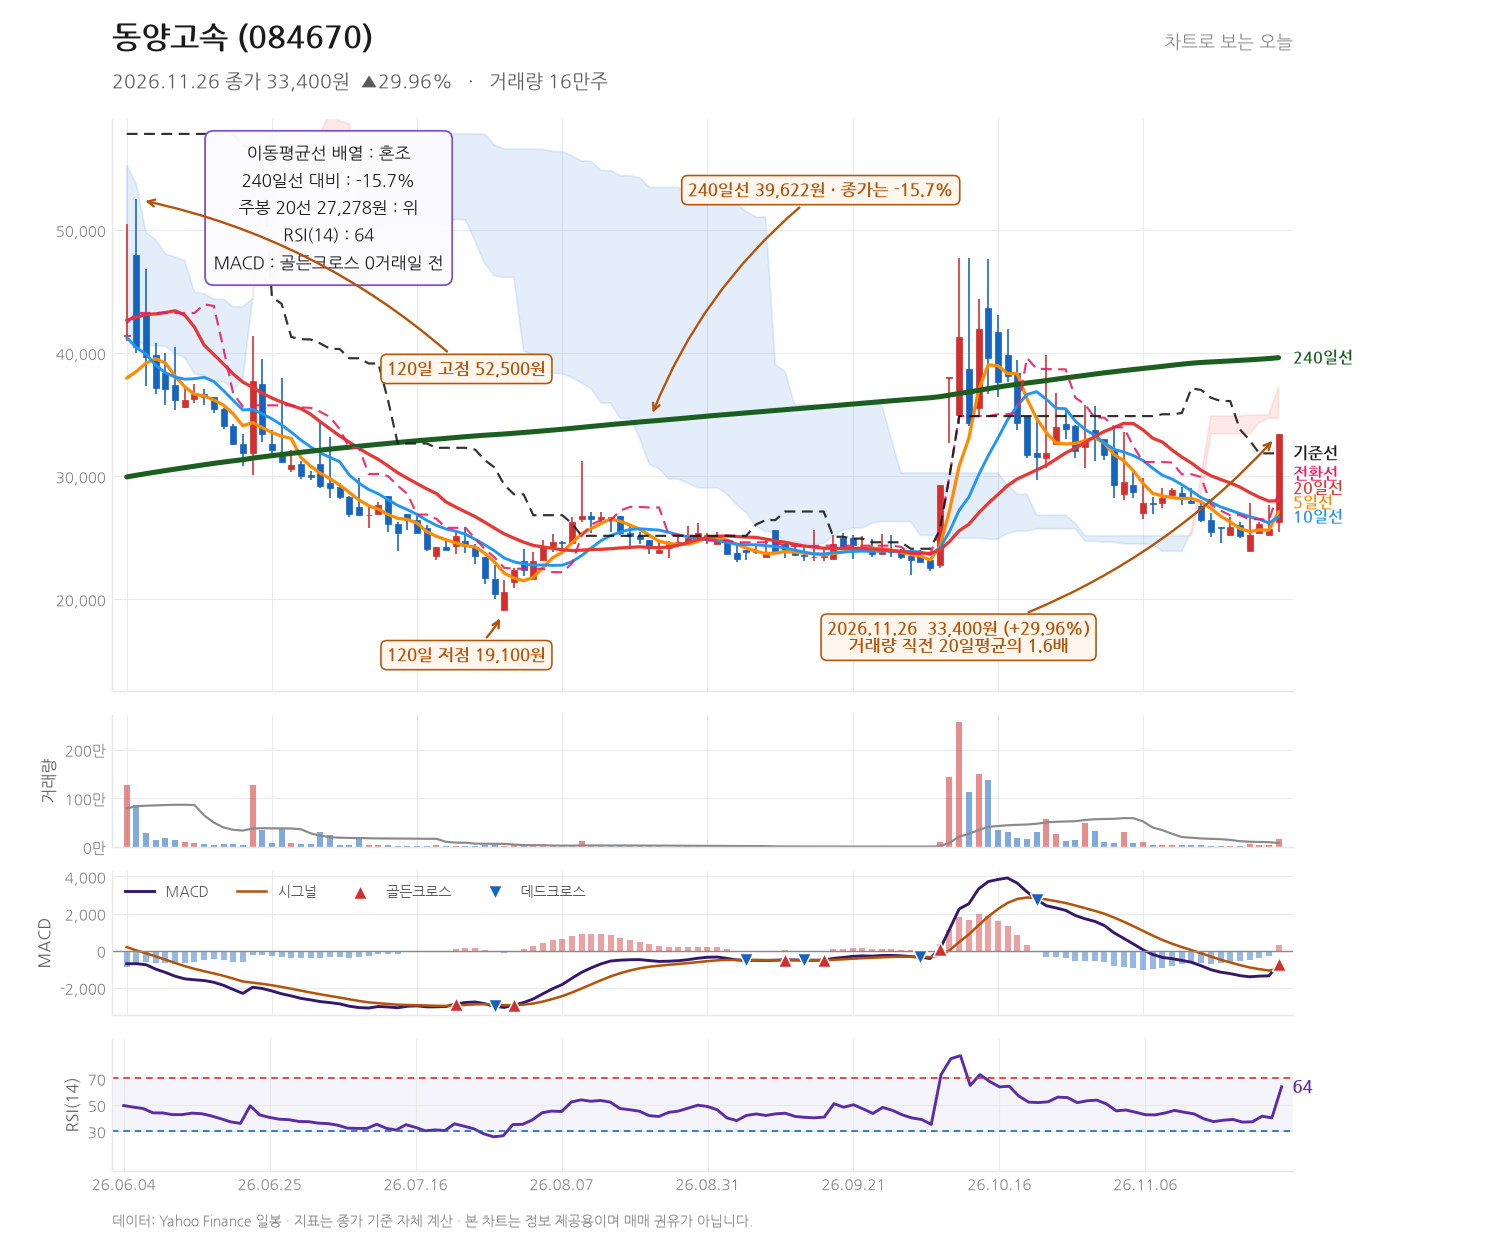 동양고속 (084670)
차트로 보는 오늘
2026.11.26 종가 33,400원 ▲29.96% · 거래량 16만주
이동평균선 배열 : 혼조
240일선 대비 : -15.7%
주봉 20선 27,278원 : 위
RSI(14) : 64
MACD : 골든크로스 0거래일 전
240일선 39,622원 · 종가는 -15.7%
120일 고점 52,500원
120일 저점 19,100원
2026.11.26 33,400원 (+29.96%)
거래량 직전 20일평균의 1.6배
50,000
40,000
30,000
20,000
240일선
기준선
전환선
20일선
5일선
10일선
거래량
200만
100만
0만
MACD
4,000
2,000
0
-2,000
MACD
시그널
골든크로스
데드크로스
RSI(14)
70
50
30
64
26.06.04
26.06.25
26.07.16
26.08.07
26.08.31
26.09.21
26.10.16
26.11.06
데이터: Yahoo Finance 일봉 · 지표는 종가 기준 자체 계산 · 본 차트는 정보 제공용이며 매매 권유가 아닙니다.